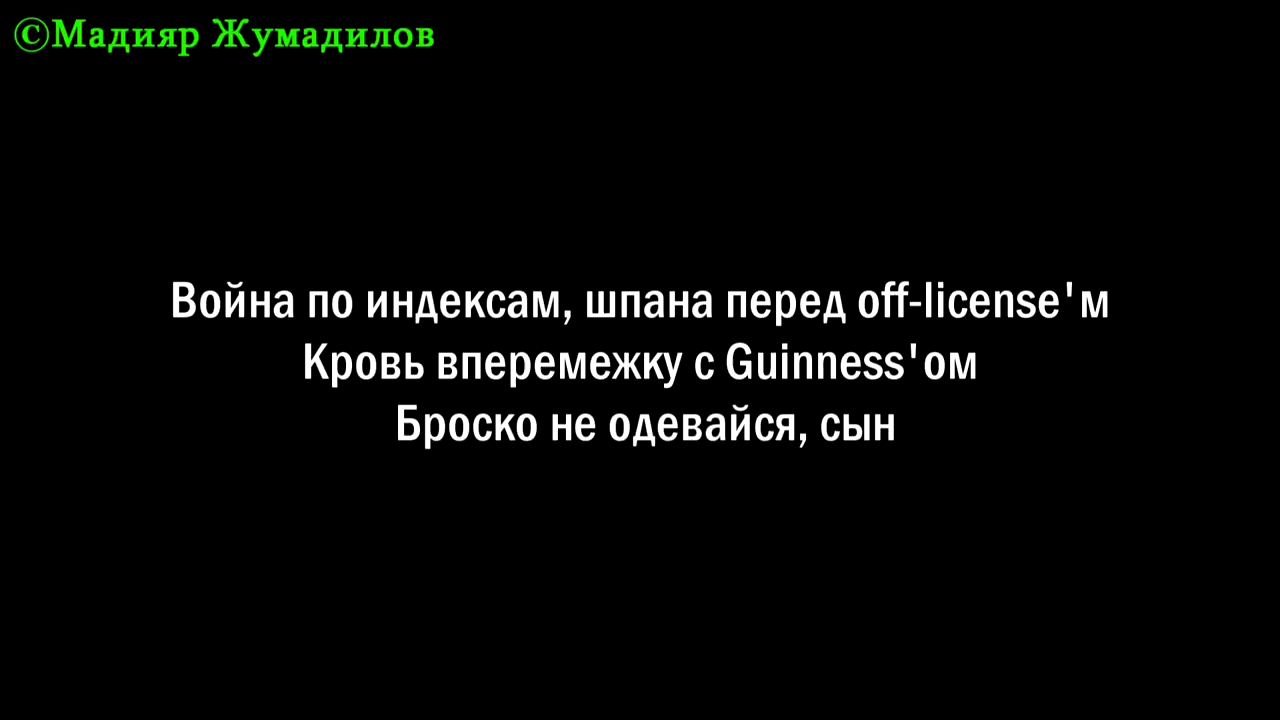 ©Мадияр Жумадилов
Война по индексам, шпана перед off-license'м
Кровь вперемежку с Guinness'ом
Броско не одевайся, сын